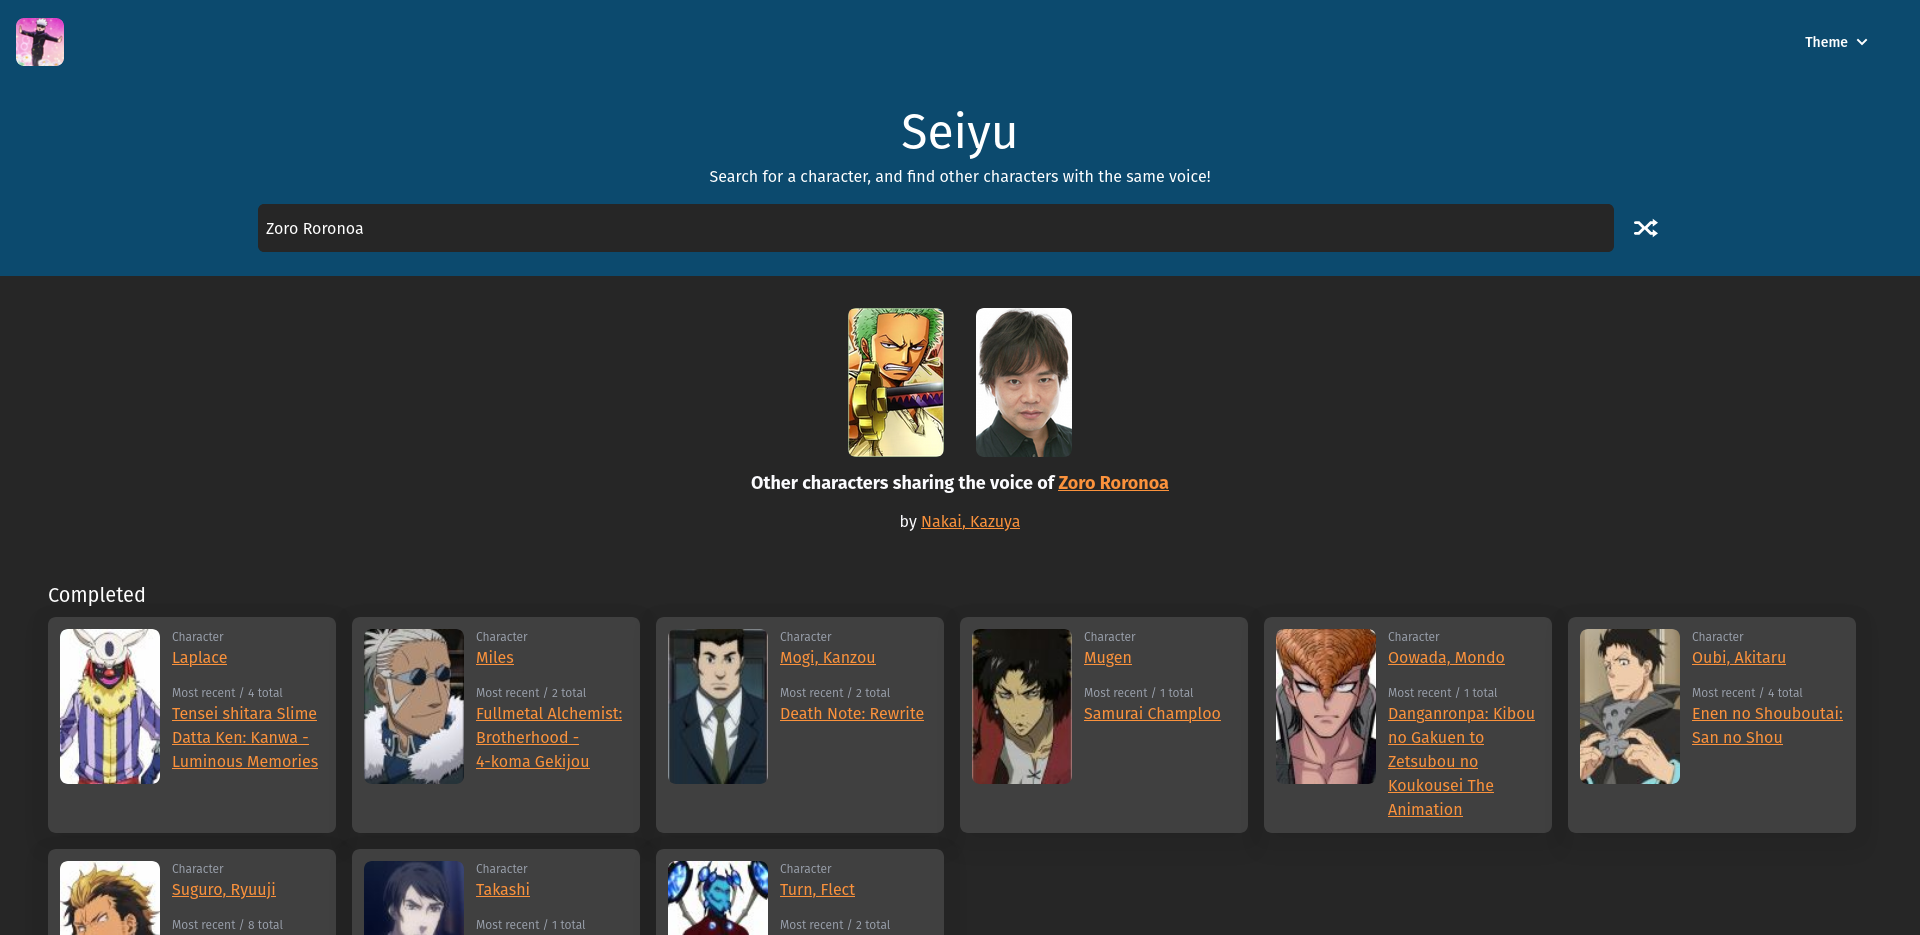 Theme
Seiyu
Search for a character, and find other characters with the same voice!
Zoro Roronoa
Other characters sharing the voice of Zoro Roronoa
by Nakai, Kazuya
Completed
Character
Laplace
Most recent / 4 total
Tensei shitara Slime
Datta Ken: Kanwa -
Luminous Memories
Character
Miles
Most recent / 2 total
Fullmetal Alchemist:
Brotherhood -
4-koma Gekijou
Character
Mogi, Kanzou
Most recent / 2 total
Death Note: Rewrite
Character
Mugen
Most recent / 1 total
Samurai Champloo
Character
Oowada, Mondo
Most recent / 1 total
Danganronpa: Kibou
no Gakuen to
Zetsubou no
Koukousei The
Animation
Character
Oubi, Akitaru
Most recent / 4 total
Enen no Shouboutai:
San no Shou
Character
Suguro, Ryuuji
Most recent / 8 total
Character
Takashi
Most recent / 1 total
Character
Turn, Flect
Most recent / 2 total